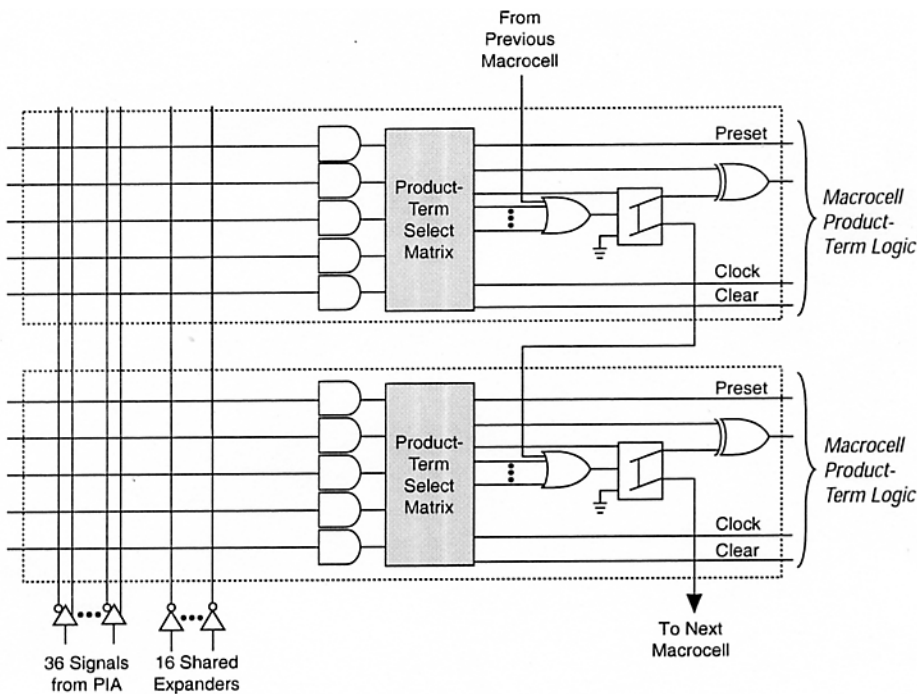 From
Previous
Macrocell
Preset
Product-
Term
Select
Matrix
Macrocell
Product-
Term Logic
Clock
Clear
Preset
Product-
Term
Select
Matrix
Macrocell
Product-
Term Logic
Clock
Clear
36 Signals
from PIA
16 Shared
Expanders
To Next
Macrocell